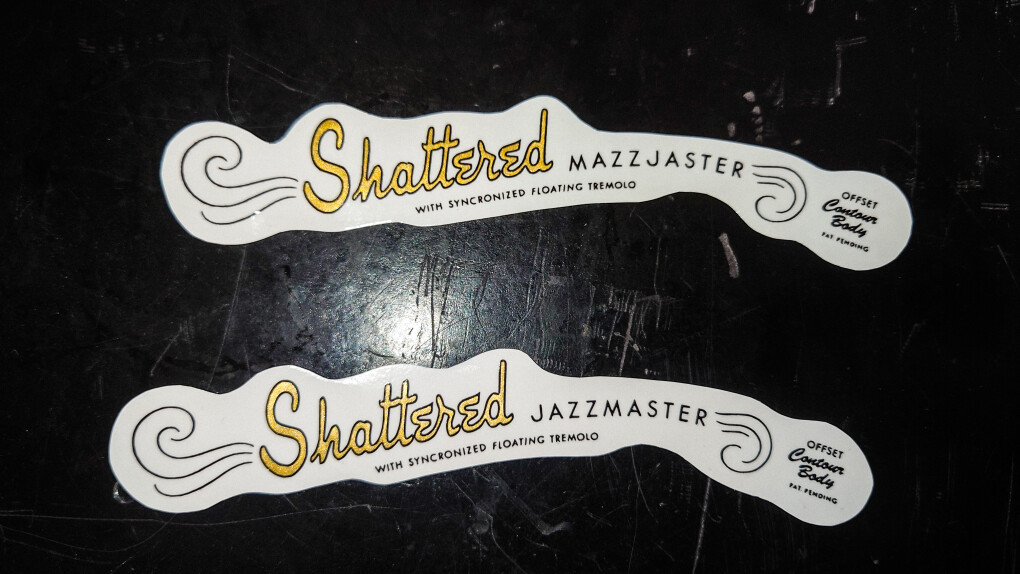 Shattered MAZZJASTER
WITH SYNCRONIZED FLOATING TREMOLO
OFFSET
Contour
Body
PAT PENDING
Shattered JAZZMASTER
WITH SYNCRONIZED FLOATING TREMOLO
OFFSET
Contour
Body
PAT. PENDING